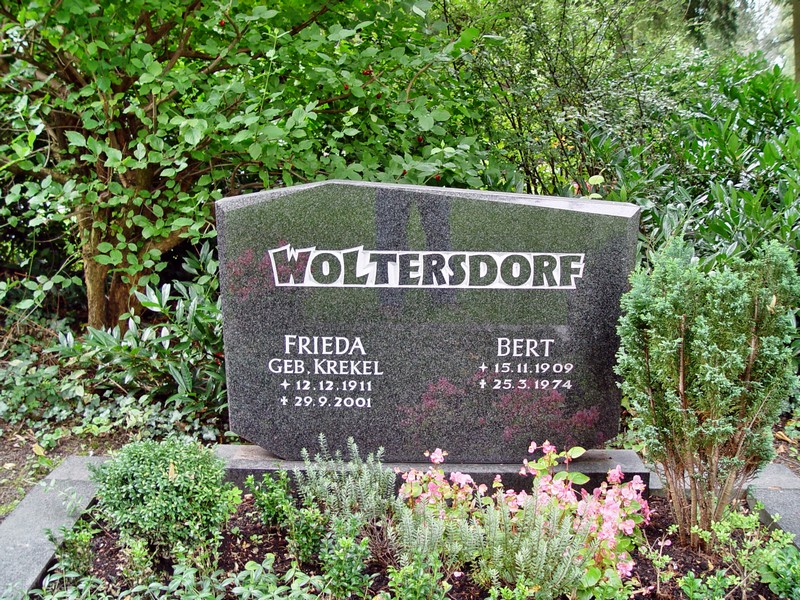 WOLTERSDORF
FRIEDA
GEB. KREKEL
+ 12.12.1911
✝ 29.9.2001
BERT
+ 15.11.1909
✝ 25.3.1974